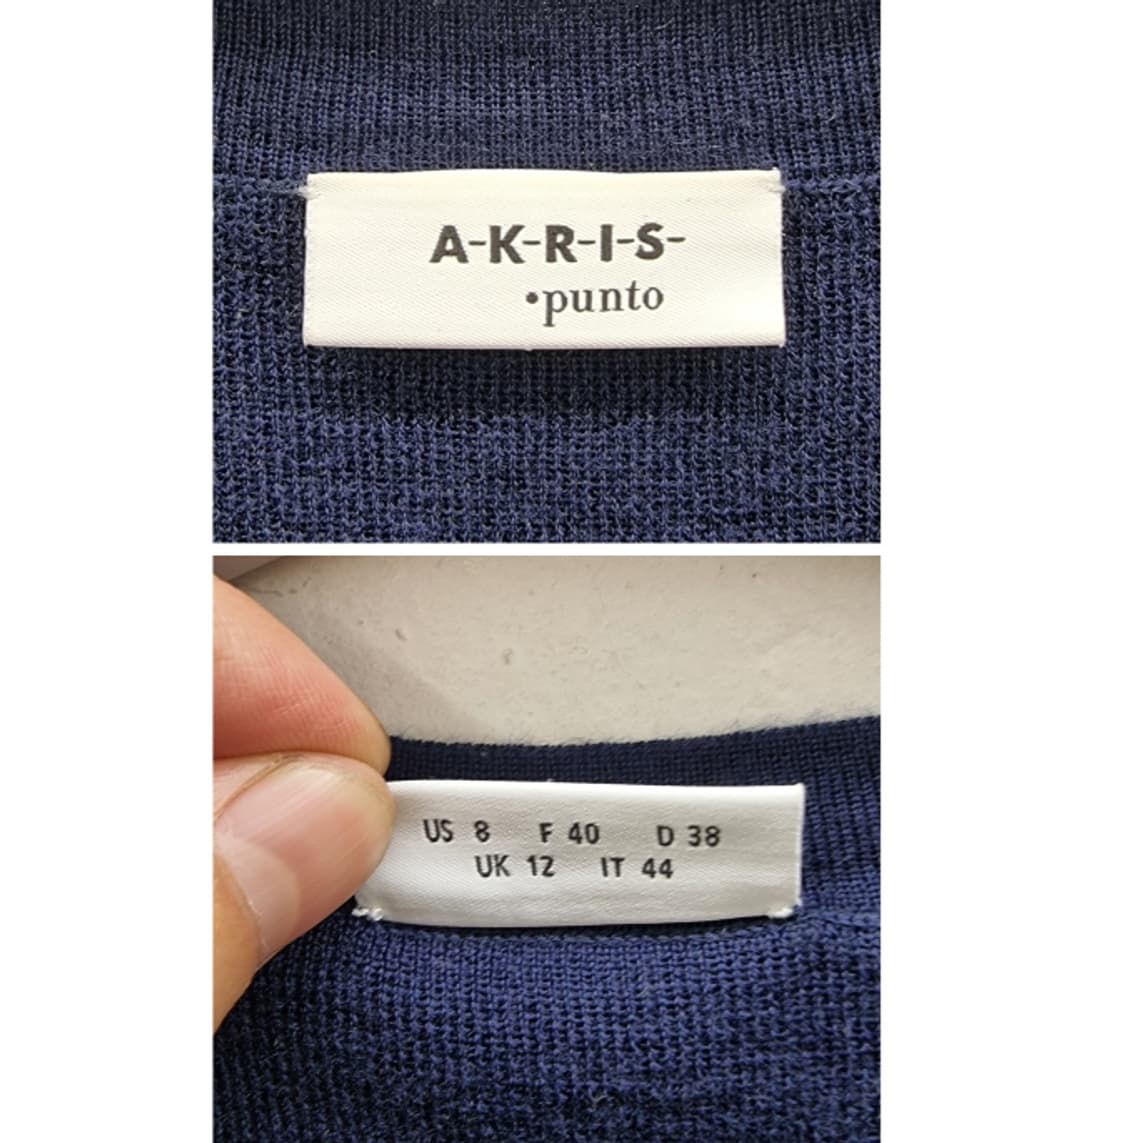 A-K-R-I-S-
•punto
US 8 F 40 D 38
UK 12 IT 44